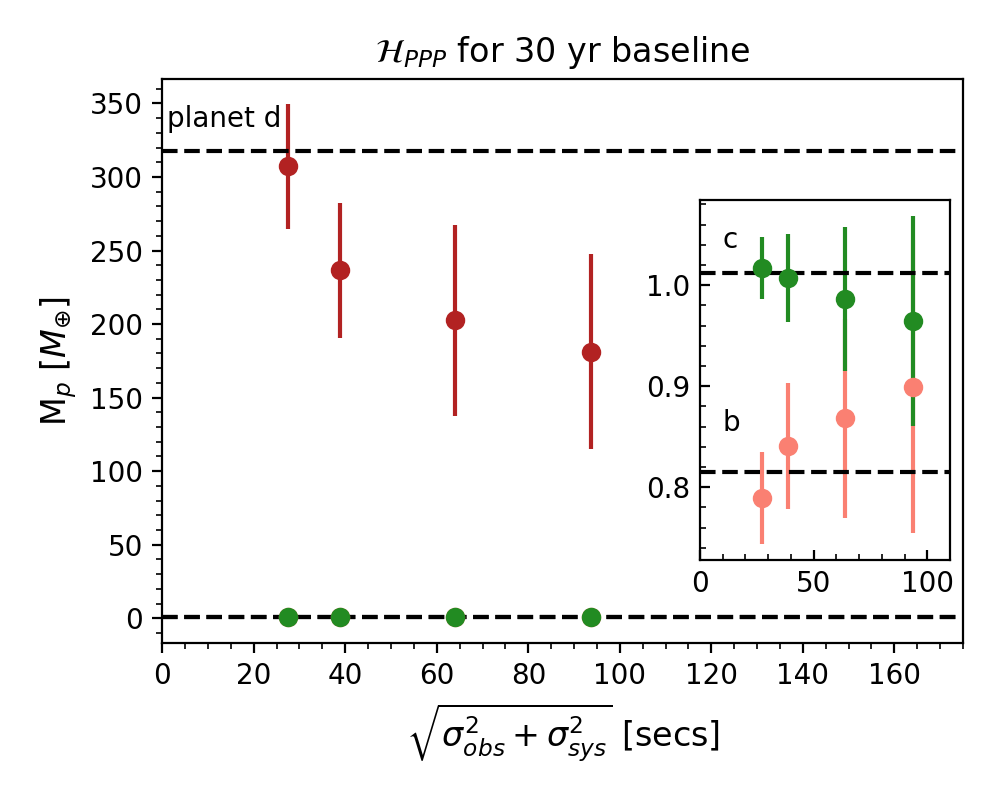 ℋ_PPP for 30 yr baseline
350
planet d
300
250
200
150
100
50
0
M_p [M_⊕]
c
1.0
0.9
b
0.8
0 50 100
0 20 40 60 80 100 120 140 160
√(σ²_obs + σ²_sys) [secs]